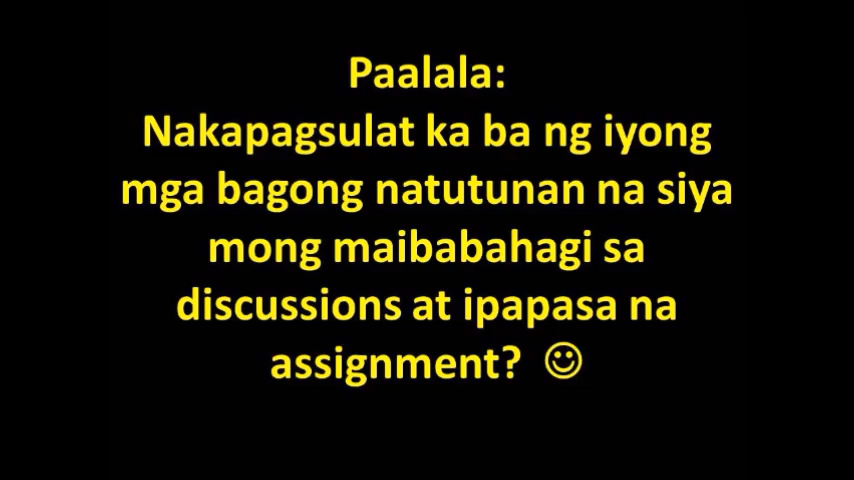 Paalala:
Nakapagsulat ka ba ng iyong
mga bagong natutunan na siya
mong maibabahagi sa
discussions at ipapasa na
assignment? ☺